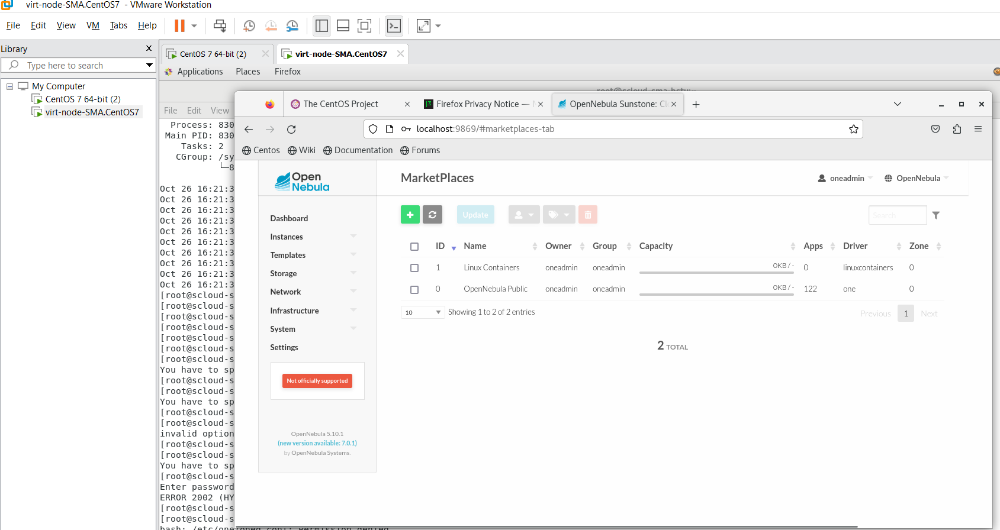 virt-node-SMA.CentOS7 - VMware Workstation
File Edit View VM Tabs Help
Library
Type here to search
My Computer
CentOS 7 64-bit (2)
virt-node-SMA.CentOS7
CentOS 7 64-bit (2)
virt-node-SMA.CentOS7
Applications Places Firefox
File Edit View
Process: 830
Main PID: 830
Tasks: 2
CGroup: /sy
└─8
Oct 26 16:21:3
Oct 26 16:21:3
Oct 26 16:21:3
Oct 26 16:21:3
Oct 26 16:21:3
Oct 26 16:21:3
Oct 26 16:21:3
Oct 26 16:21:3
Oct 26 16:21:3
Oct 26 16:21:3
[root@scloud-s
[root@scloud-s
[root@scloud-s
[root@scloud-s
[root@scloud-s
[root@scloud-s
[root@scloud-s
You have to sp
[root@scloud-s
[root@scloud-s
You have to sp
[root@scloud-s
[root@scloud-s
invalid option
[root@scloud-s
[root@scloud-s
You have to sp
[root@scloud-s
Enter password
ERROR 2002 (HY
[root@scloud-s
[root@scloud-s
The CentOS Project
Firefox Privacy Notice —
OpenNebula Sunstone: Cl
localhost:9869/#marketplaces-tab
Centos Wiki Documentation Forums
Open
Nebula
MarketPlaces
oneadmin OpenNebula
Dashboard
Instances
Templates
Storage
Network
Infrastructure
System
Settings
Not officially supported
OpenNebula 5.10.1
(new version available: 7.0.1)
by OpenNebula Systems.
Update
Search
ID Name Owner Group Capacity Apps Driver Zone
1 Linux Containers oneadmin oneadmin 0KB / - 0 linuxcontainers 0
0 OpenNebula Public oneadmin oneadmin 0KB / - 122 one 0
10 Showing 1 to 2 of 2 entries
Previous 1 Next
2 TOTAL